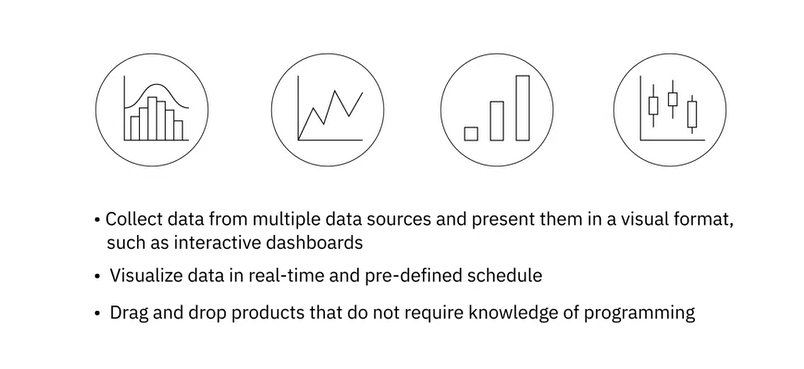 • Collect data from multiple data sources and present them in a visual format,
such as interactive dashboards
• Visualize data in real-time and pre-defined schedule
• Drag and drop products that do not require knowledge of programming